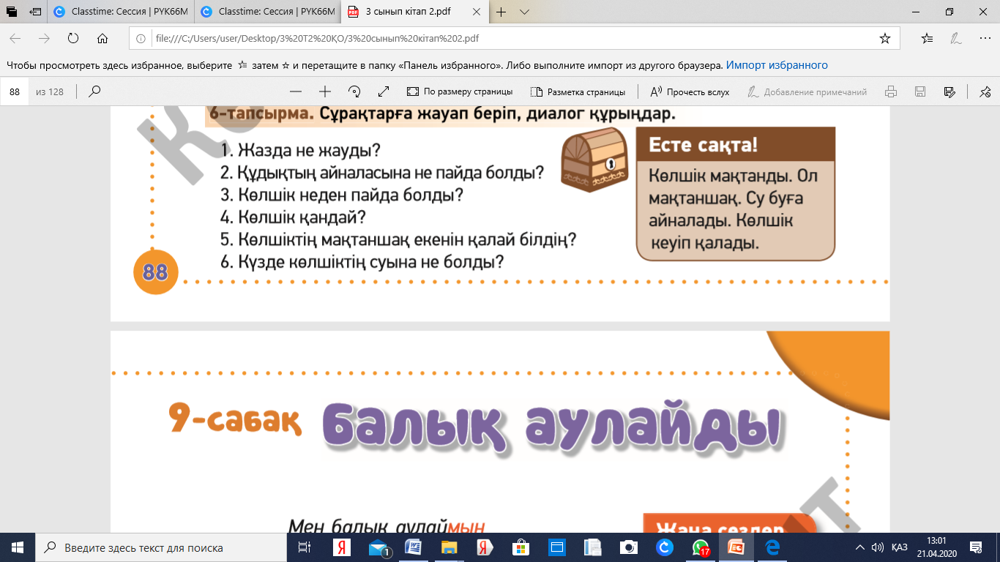 Classtime: Сессия | РУК66М
Classtime: Сессия | РУК66М
3 сынып кітап 2.pdf
file:///C:/Users/user/Desktop/3%20Т2%20ҚО/3%20сынып%20кітап%202.pdf
Чтобы просмотреть здесь избранное, выберите затем ☆ и перетащите в папку «Панель избранного». Либо выполните импорт из другого браузера. Импорт избранного
88 из 128 По размеру страницы Разметка страницы Прочесть вслух Добавление примечаний
6-тапсырма. Сұрақтарға жауап беріп, диалог құрыңдар.
1. Жазда не жауды?
2. Құдықтың айналасына не пайда болды?
3. Көлшік неден пайда болды?
4. Көлшік қандай?
5. Көлшіктің мақтаншақ екенін қалай білдің?
6. Күзде көлшіктің суына не болды?
Есте сақта!
Көлшік мақтанды. Ол
мақтаншақ. Су буға
айналады. Көлшік
кеуіп қалады.
88
9-сабақ Балық аулайды
Мен балық аулаймын
Жаңа сөздер
Введите здесь текст для поиска
1
17
ҚАЗ
13:01
21.04.2020